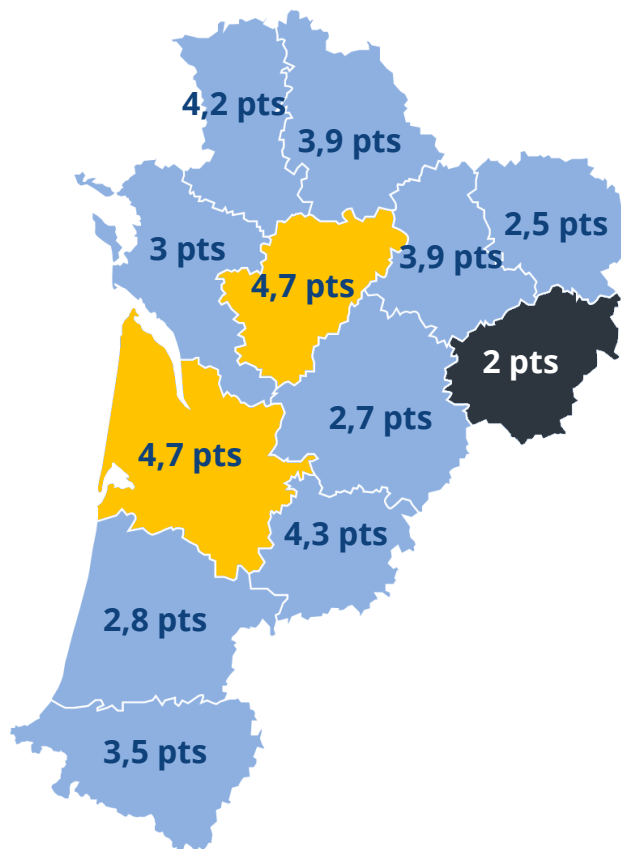 4,2 pts
3,9 pts
2,5 pts
3 pts
3,9 pts
4,7 pts
2 pts
2,7 pts
4,7 pts
4,3 pts
2,8 pts
3,5 pts